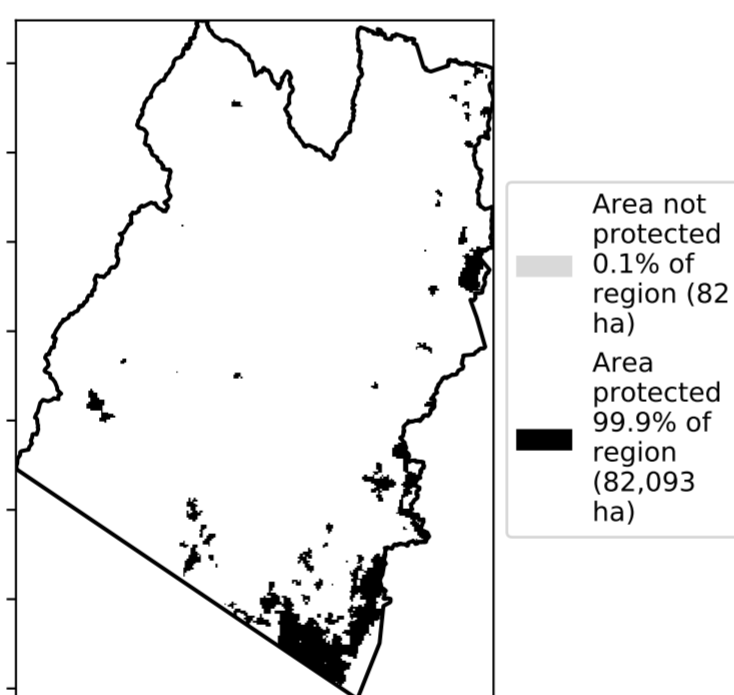 Area not
protected
0.1% of
region (82
ha)
Area
protected
99.9% of
region
(82,093
ha)